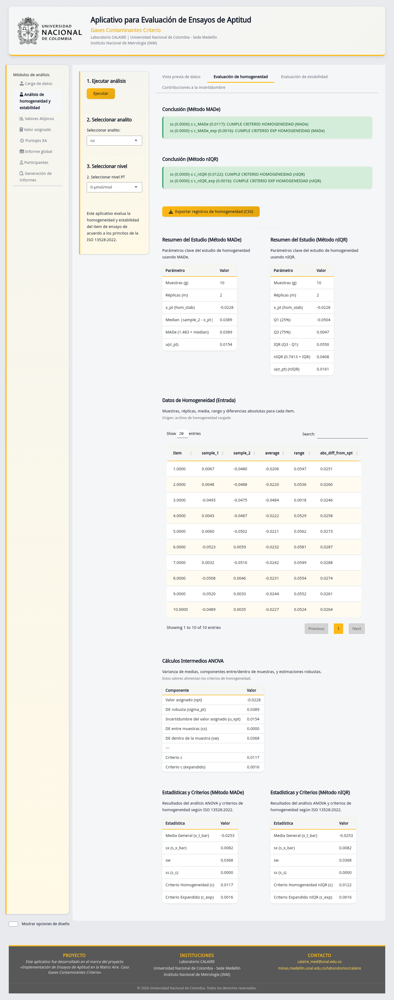 UNIVERSIDAD
NACIONAL
DE COLOMBIA
Aplicativo para Evaluación de Ensayos de Aptitud
Gases Contaminantes Criterio
Laboratorio CALAIRE | Universidad Nacional de Colombia - Sede Medellín
Instituto Nacional de Metrología (INM)
Módulos de análisis
Carga de datos
Análisis de
homogeneidad y
estabilidad
Valores Atípicos
Valor asignado
Puntajes EA
Informe global
Participantes
Generación de
informes
1. Ejecutar análisis
Ejecutar
2. Seleccionar analito
Seleccionar analito:
co
3. Seleccionar nivel
2. Seleccionar nivel PT
0-μmol/mol
Este aplicativo evalua la
homogeneidad y estabilidad
del item de ensayo de
acuerdo a los princiios de la
ISO 13528:2022.
Vista previa de datos Evaluación de homogeneidad Evaluación de estabilidad
Contribuciones a la incertidumbre
Conclusión (Método MADe)
ss (0.0000) ≤ c_MADe (0.0117): CUMPLE CRITERIO HOMOGENEIDAD (MADe)
ss (0.0000) ≤ c_MADe_exp (0.0016): CUMPLE CRITERIO EXP HOMOGENEIDAD (MADe)
Conclusión (Método nIQR)
ss (0.0000) ≤ c_nIQR (0.0122): CUMPLE CRITERIO HOMOGENEIDAD (nIQR)
ss (0.0000) ≤ c_nIQR_exp (0.0016): CUMPLE CRITERIO EXP HOMOGENEIDAD (nIQR)
Exportar registros de homogeneidad (CSV)
Resumen del Estudio (Método MADe)
Parámetros clave del estudio de homogeneidad
usando MADe.
Parámetro Valor
Muestras (g) 10
Réplicas (m) 2
x_pt (hom_stab) -0.0228
Median |sample_2 - x_pt| 0.0389
MADe (1.483 × median) 0.0389
u(σ_pt) 0.0154
Resumen del Estudio (Método nIQR)
Parámetros clave del estudio de homogeneidad
usando nIQR.
Parámetro Valor
Muestras (g) 10
Réplicas (m) 2
x_pt (hom_stab) -0.0228
Q1 (25%) -0.0504
Q3 (75%) 0.0047
IQR (Q3 - Q1) 0.0550
nIQR (0.7413 × IQR) 0.0408
u(σ_pt) (nIQR) 0.0161
Datos de Homogeneidad (Entrada)
Muestras, réplicas, media, rango y diferencias absolutas para cada ítem.
Origen: archivo de homogeneidad cargado
Show 20 entries Search:
Item sample_1 sample_2 average range abs_diff_from_xpt
1.0000 0.0067 -0.0480 -0.0206 0.0547 0.0251
2.0000 0.0048 -0.0488 -0.0220 0.0536 0.0260
3.0000 -0.0493 -0.0475 -0.0484 0.0018 0.0246
4.0000 0.0043 -0.0487 -0.0222 0.0529 0.0258
5.0000 0.0060 -0.0502 -0.0221 0.0562 0.0273
6.0000 -0.0523 0.0059 -0.0232 0.0581 0.0287
7.0000 0.0032 -0.0516 -0.0242 0.0549 0.0288
8.0000 -0.0508 0.0046 -0.0231 0.0554 0.0274
9.0000 -0.0520 0.0033 -0.0244 0.0552 0.0261
10.0000 -0.0489 0.0035 -0.0227 0.0524 0.0264
Showing 1 to 10 of 10 entries Previous 1 Next
Cálculos Intermedios ANOVA
Varianza de medias, componentes entre/dentro de muestras, y estimaciones robustas.
Estos valores alimentan los criterios de homogeneidad.
Componente Valor
Valor asignado (xpt) -0.0228
DE robusta (sigma_pt) 0.0389
Incertidumbre del valor asignado (u_xpt) 0.0154
DE entre muestras (ss) 0.0000
DE dentro de la muestra (sw) 0.0368
---
Criterio c 0.0117
Criterio c (expandido) 0.0016
Estadísticas y Criterios (Método MADe)
Resultados del análisis ANOVA y criterios de
homogeneidad según ISO 13528:2022.
Estadística Valor
Media General (x_t_bar) -0.0253
sx (s_x_bar) 0.0082
sw 0.0368
ss (s_s) 0.0000
Criterio Homogeneidad (c) 0.0117
Criterio Expandido (c_exp) 0.0016
Estadísticas y Criterios (Método nIQR)
Resultados del análisis ANOVA y criterios de
homogeneidad según ISO 13528:2022.
Estadística Valor
Media General (x_t_bar) -0.0253
sx (s_x_bar) 0.0082
sw 0.0368
ss (s_s) 0.0000
Criterio Homogeneidad nIQR (c) 0.0122
Criterio Expandido nIQR (c_exp) 0.0016
Mostrar opciones de diseño
PROYECTO
Este aplicativo fue desarrollado en el marco del proyecto
«Implementación de Ensayos de Aptitud en la Matriz Aire. Caso
Gases Contaminantes Criterio»
INSTITUCIONES
Laboratorio CALAIRE
Universidad Nacional de Colombia - Sede Medellín
Instituto Nacional de Metrología (INM)
CONTACTO
calaire_med@unal.edu.co
minas.medellin.unal.edu.co/laboratorios/calaire
© 2026 Universidad Nacional de Colombia. Todos los derechos reservados.